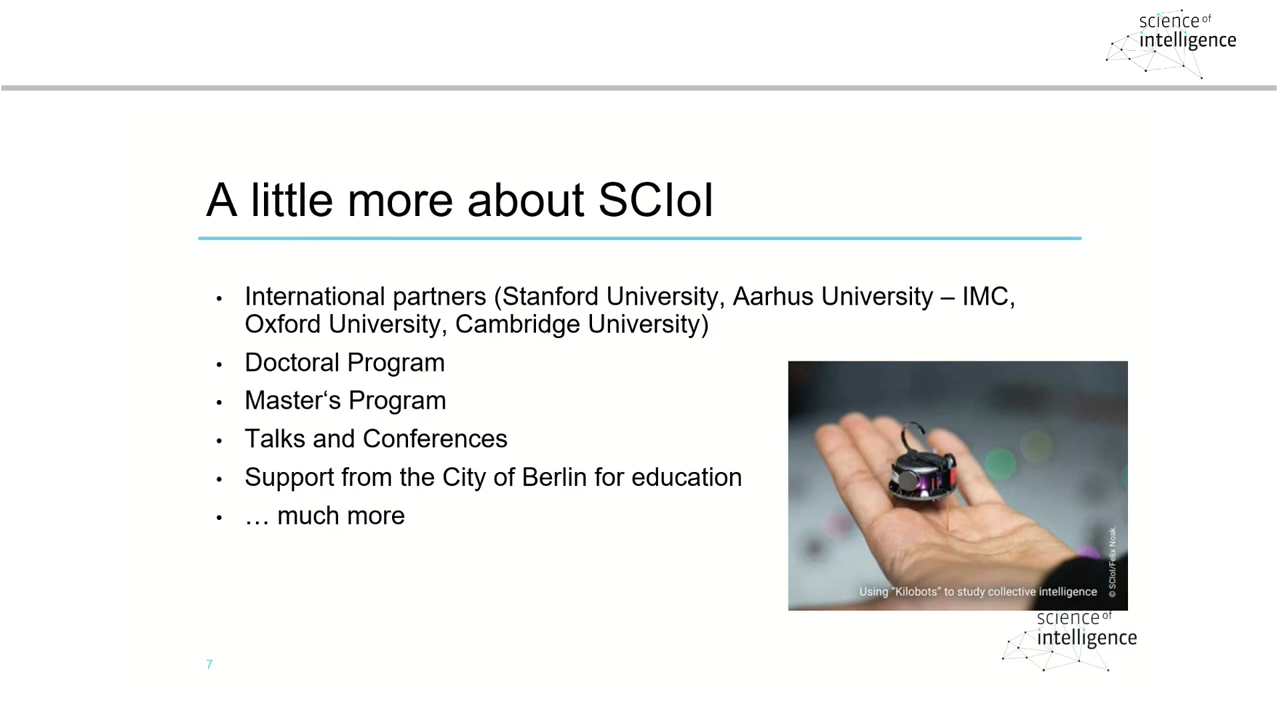 science of
intelligence
A little more about SCIoI
• International partners (Stanford University, Aarhus University – IMC,
Oxford University, Cambridge University)
• Doctoral Program
• Master‘s Program
• Talks and Conferences
• Support from the City of Berlin for education
• … much more
Using “Kilobots” to study collective intelligence
© SCIoI/Felix Noak.
science of
intelligence
7